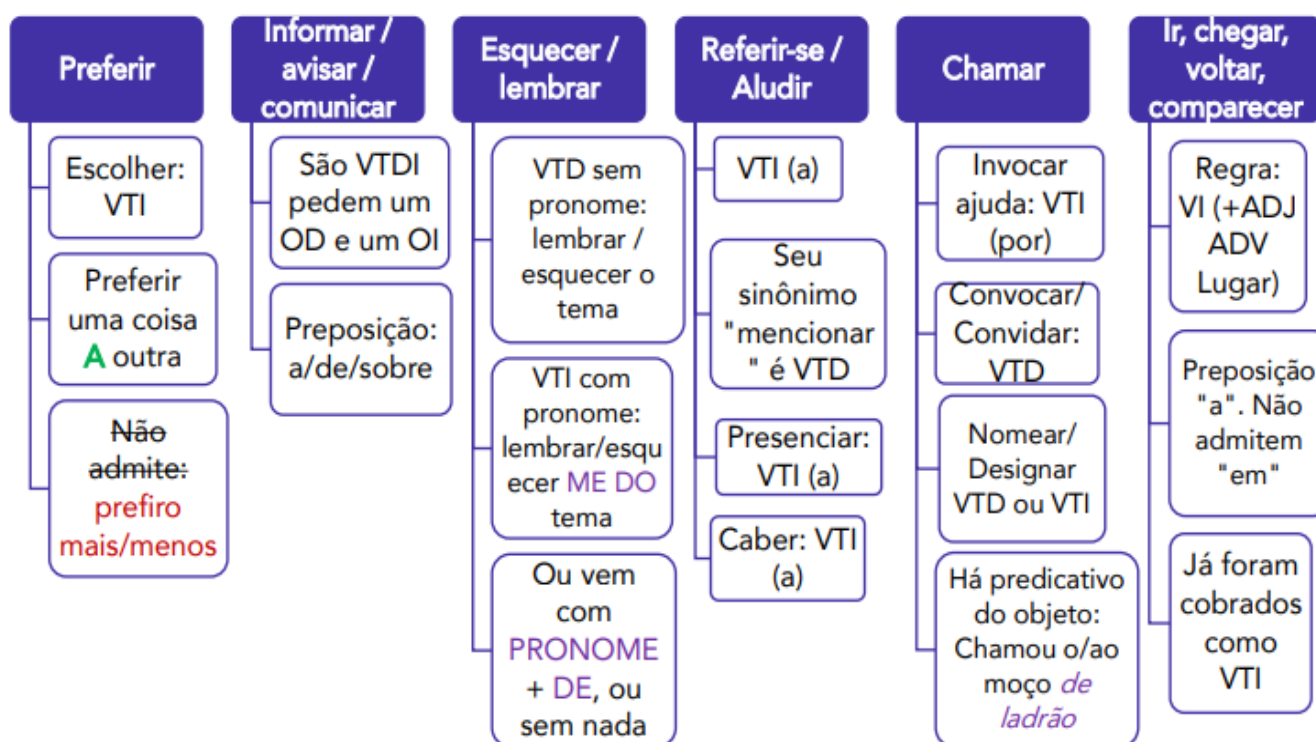 Preferir
Escolher:
VTI
Preferir
uma coisa
A outra
Não
admite:
prefiro
mais/menos
Informar /
avisar /
comunicar
São VTDI
pedem um
OD e um OI
Preposição:
a/de/sobre
Esquecer /
lembrar
VTD sem
pronome:
lembrar /
esquecer o
tema
VTI com
pronome:
lembrar/esqu
ecer ME DO
tema
Ou vem
com
PRONOME
+ DE, ou
sem nada
Referir-se /
Aludir
VTI (a)
Seu
sinônimo
"mencionar
" é VTD
Presenciar:
VTI (a)
Caber: VTI
(a)
Chamar
Invocar
ajuda: VTI
(por)
Convocar/
Convidar:
VTD
Nomear/
Designar
VTD ou VTI
Há predicativo
do objeto:
Chamou o/ao
moço de
ladrão
Ir, chegar,
voltar,
comparecer
Regra:
VI (+ADJ
ADV
Lugar)
Preposição
"a". Não
admitem
"em"
Já foram
cobrados
como
VTI